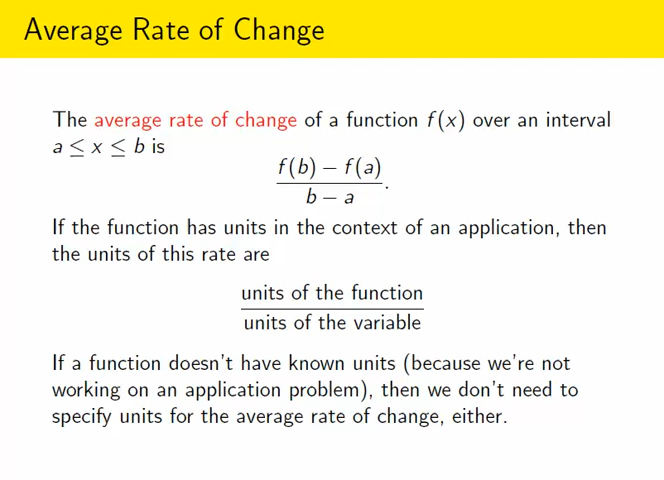 Average Rate of Change
The average rate of change of a function f(x) over an interval
a ≤ x ≤ b is
f(b) − f(a)
b − a
.
If the function has units in the context of an application, then
the units of this rate are
units of the function
units of the variable
If a function doesn't have known units (because we're not
working on an application problem), then we don't need to
specify units for the average rate of change, either.